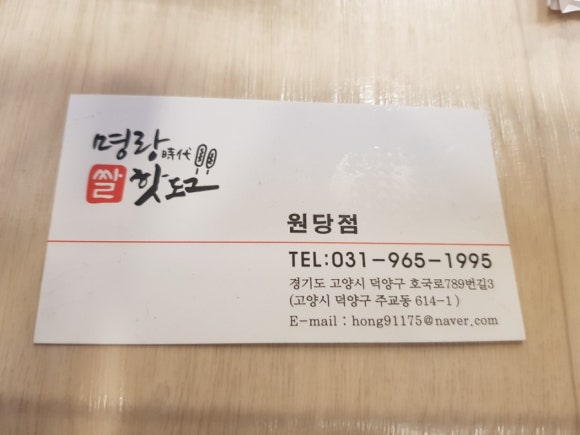 명랑時代
쌀핫도그
원당점
TEL:031-965-1995
경기도 고양시 덕양구 호국로789번길3
(고양시 덕양구 주교동 614-1)
E-mail : hong91175@naver.com